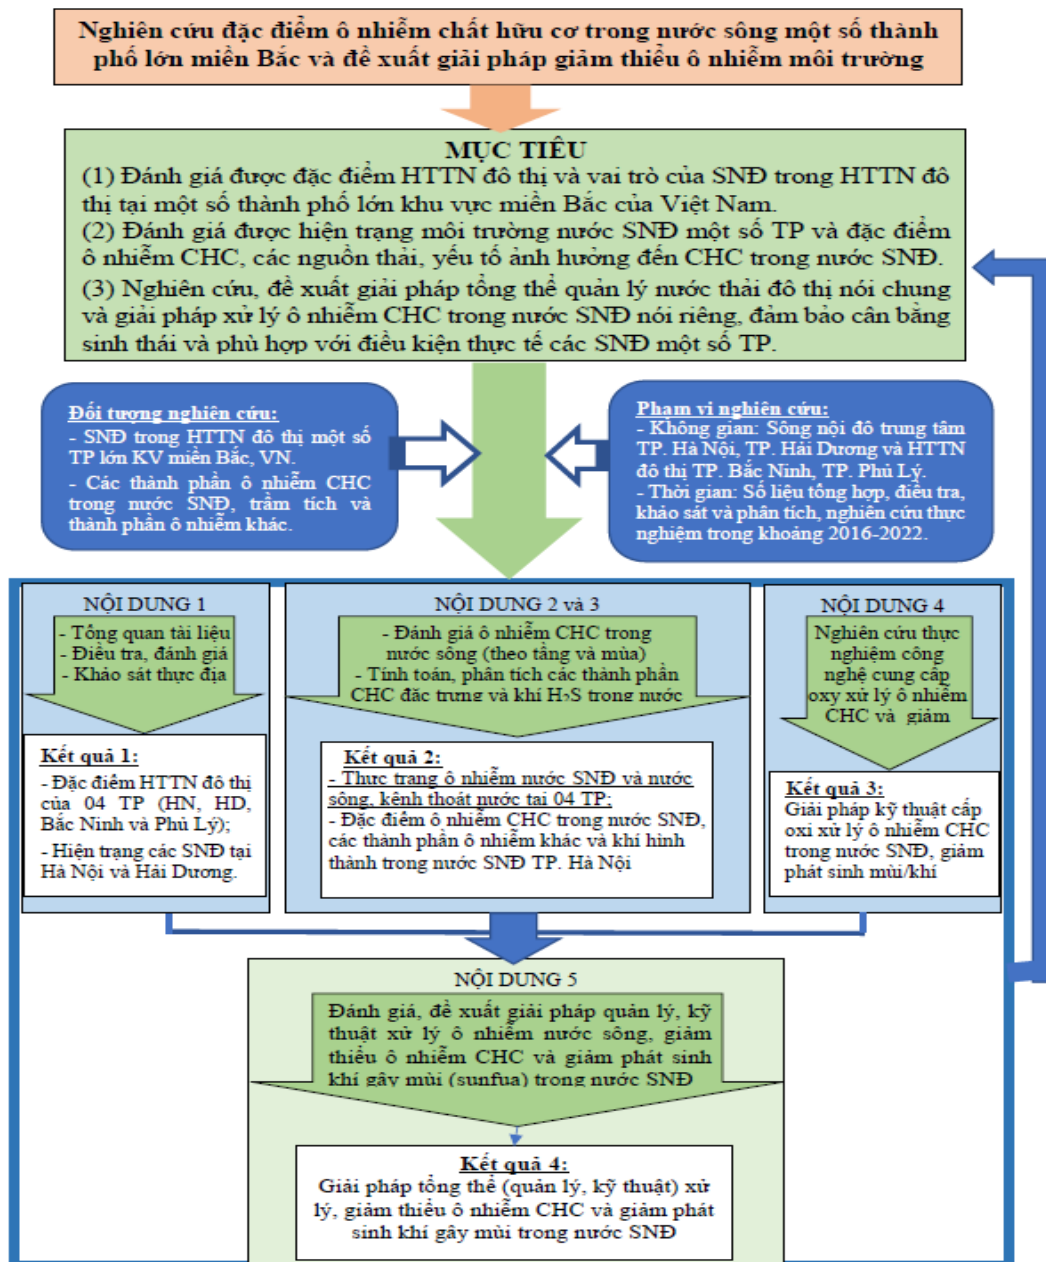 Nghiên cứu đặc điểm ô nhiễm chất hữu cơ trong nước sông một số thành
phố lớn miền Bắc và đề xuất giải pháp giảm thiểu ô nhiễm môi trường
MỤC TIÊU
(1) Đánh giá được đặc điểm HTTN đô thị và vai trò của SNĐ trong HTTN đô
thị tại một số thành phố lớn khu vực miền Bắc của Việt Nam.
(2) Đánh giá được hiện trạng môi trường nước SNĐ một số TP và đặc điểm
ô nhiễm CHC, các nguồn thải, yếu tố ảnh hưởng đến CHC trong nước SNĐ.
(3) Nghiên cứu, đề xuất giải pháp tổng thể quản lý nước thải đô thị nói chung
và giải pháp xử lý ô nhiễm CHC trong nước SNĐ nói riêng, đảm bảo cân bằng
sinh thái và phù hợp với điều kiện thực tế các SNĐ một số TP.
Đối tượng nghiên cứu:
- SNĐ trong HTTN đô thị một số
TP lớn KV miền Bắc, VN.
- Các thành phần ô nhiễm CHC
trong nước SNĐ, trầm tích và
thành phần ô nhiễm khác.
Phạm vi nghiên cứu:
- Không gian: Sông nội đô trung tâm
TP. Hà Nội, TP. Hải Dương và HTTN
đô thị TP. Bắc Ninh, TP. Phủ Lý.
- Thời gian: Số liệu tổng hợp, điều tra,
khảo sát và phân tích, nghiên cứu thực
nghiệm trong khoảng 2016-2022.
NỘI DUNG 1
- Tổng quan tài liệu
- Điều tra, đánh giá
- Khảo sát thực địa
Kết quả 1:
- Đặc điểm HTTN đô thị
của 04 TP (HN, HD,
Bắc Ninh và Phủ Lý);
- Hiện trạng các SNĐ tại
Hà Nội và Hải Dương.
NỘI DUNG 2 và 3
- Đánh giá ô nhiễm CHC trong
nước sông (theo tầng và mùa)
- Tính toán, phân tích các thành phần
CHC đặc trưng và khí H₂S trong nước
Kết quả 2:
- Thực trạng ô nhiễm nước SNĐ và nước
sông, kênh thoát nước tại 04 TP;
- Đặc điểm ô nhiễm CHC trong nước SNĐ,
các thành phần ô nhiễm khác và khí hình
thành trong nước SNĐ TP. Hà Nội
NỘI DUNG 4
Nghiên cứu thực
nghiệm công
nghệ cung cấp
oxy xử lý ô nhiễm
CHC và giảm
Kết quả 3:
Giải pháp kỹ thuật cấp
oxi xử lý ô nhiễm CHC
trong nước SNĐ, giảm
phát sinh mùi/khí
NỘI DUNG 5
Đánh giá, đề xuất giải pháp quản lý, kỹ
thuật xử lý ô nhiễm nước sông, giảm
thiểu ô nhiễm CHC và giảm phát sinh
khí gây mùi (sunfua) trong nước SNĐ
Kết quả 4:
Giải pháp tổng thể (quản lý, kỹ thuật) xử
lý, giảm thiểu ô nhiễm CHC và giảm phát
sinh khí gây mùi trong nước SNĐ